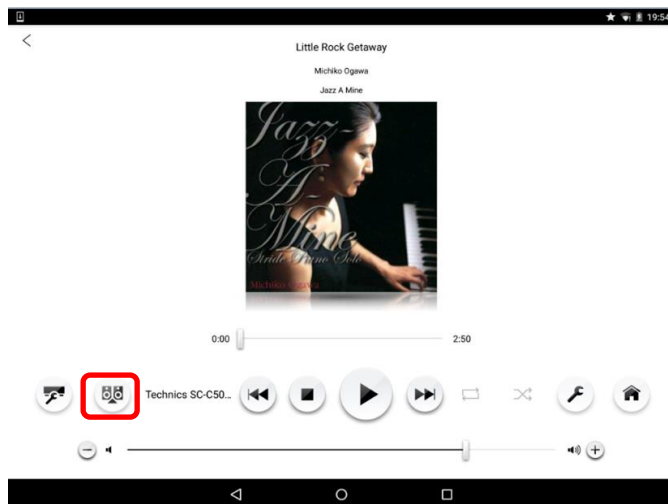 19:54
Little Rock Getaway
Michiko Ogawa
Jazz A Mine
Jazz-
A-
Mine
Stride Piano Solo
Michiko Ogawa
0:00
2:50
Technics SC-C50...